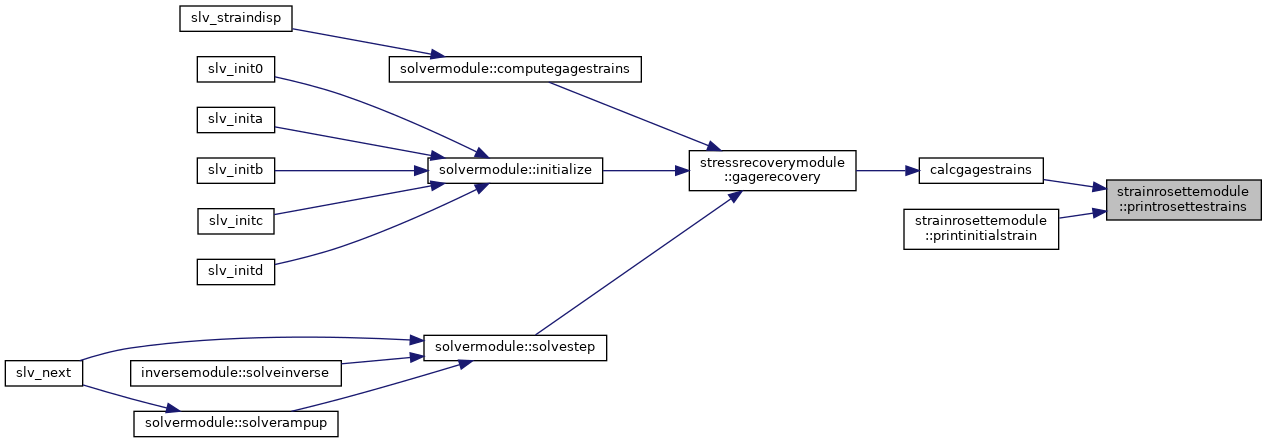 slv_straindisp
slv_init0
solvermodule::computegagestrains
slv_inita
slv_initb
solvermodule::initialize
stressrecoverymodule
::gagerecovery
calcgagestrains
strainrosettemodule
::printrosettestrains
slv_initc
strainrosettemodule
::printinitialstrain
slv_initd
solvermodule::solvestep
slv_next
inversemodule::solveinverse
solvermodule::solverampup